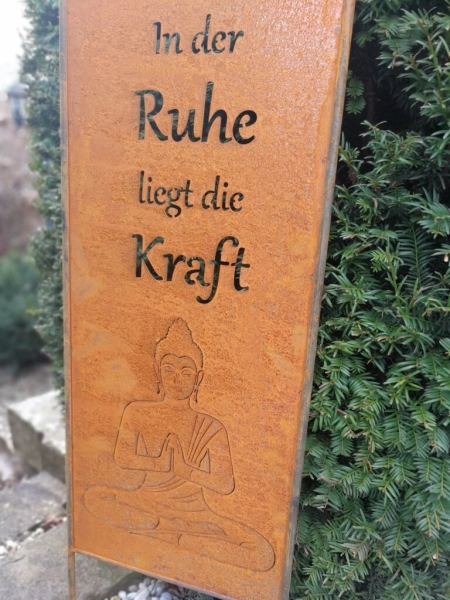 In der
Ruhe
liegt die
Kraft